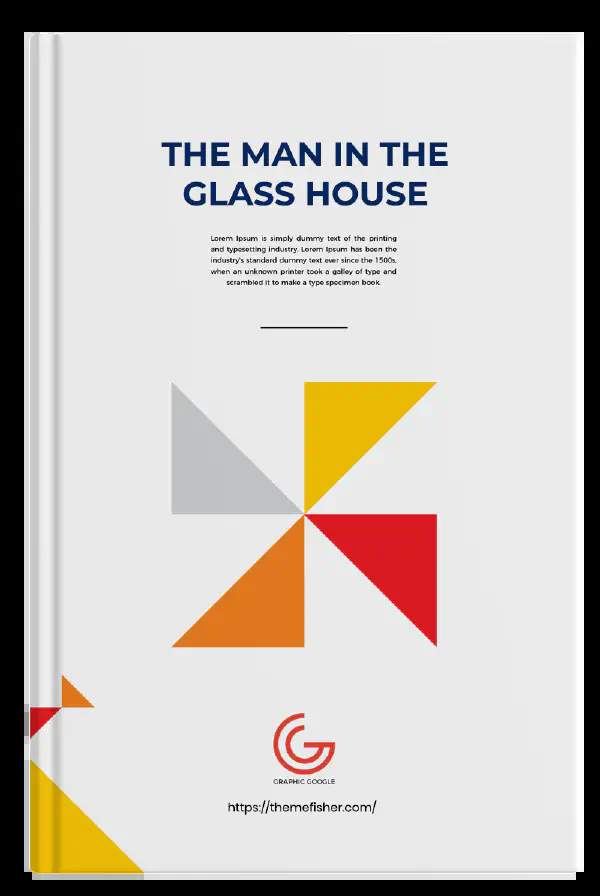 THE MAN IN THE
GLASS HOUSE
Lorem Ipsum is simply dummy text of the printing
and typesetting industry. Lorem Ipsum has been the
industry's standard dummy text ever since the 1500s,
when an unknown printer took a galley of type and
scrambled it to make a type specimen book.
GRAPHIC GOOGLE
https://themefisher.com/